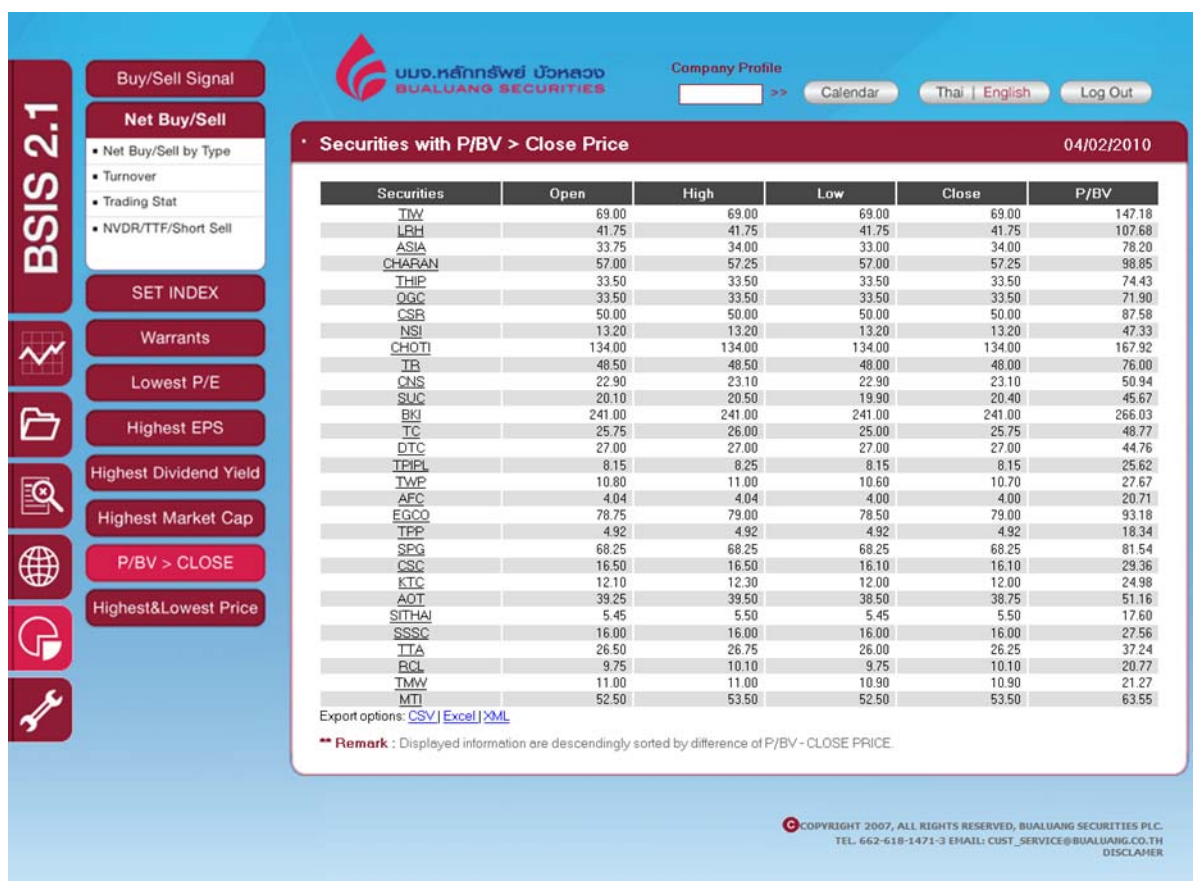 BSIS 2.1
Buy/Sell Signal
Net Buy/Sell
• Net Buy/Sell by Type
• Turnover
• Trading Stat
• NVDR/TTF/Short Sell
SET INDEX
Warrants
Lowest P/E
Highest EPS
Highest Dividend Yield
Highest Market Cap
P/BV > CLOSE
Highest&Lowest Price
บมจ.หลักทรัพย์ บัวหลวง
BUALUANG SECURITIES
Company Profile
>> Calendar Thai | English Log Out
Securities with P/BV > Close Price 04/02/2010
Securities Open High Low Close P/BV
TIW 69.00 69.00 69.00 69.00 147.18
LRH 41.75 41.75 41.75 41.75 107.68
ASIA 33.75 34.00 33.00 34.00 78.20
CHARAN 57.00 57.25 57.00 57.25 98.85
THIP 33.50 33.50 33.50 33.50 74.43
OGC 33.50 33.50 33.50 33.50 71.90
CSR 50.00 50.00 50.00 50.00 87.58
NSI 13.20 13.20 13.20 13.20 47.33
CHOTI 134.00 134.00 134.00 134.00 167.92
TR 48.50 48.50 48.00 48.00 76.00
CNS 22.90 23.10 22.90 23.10 50.94
SUC 20.10 20.50 19.90 20.40 45.67
BKI 241.00 241.00 241.00 241.00 266.03
TC 25.75 26.00 25.00 25.75 48.77
DTC 27.00 27.00 27.00 27.00 44.76
TPIPL 8.15 8.25 8.15 8.15 25.62
TWP 10.80 11.00 10.60 10.70 27.67
AFC 4.04 4.04 4.00 4.00 20.71
EGCO 78.75 79.00 78.50 79.00 93.18
TPP 4.92 4.92 4.92 4.92 18.34
SPG 68.25 68.25 68.25 68.25 81.54
CSC 16.50 16.50 16.10 16.10 29.36
KTC 12.10 12.30 12.00 12.00 24.98
AOT 39.25 39.50 38.50 38.75 51.16
SITHAI 5.45 5.50 5.45 5.50 17.60
SSSC 16.00 16.00 16.00 16.00 27.56
TTA 26.50 26.75 26.00 26.25 37.24
RCL 9.75 10.10 9.75 10.10 20.77
TMW 11.00 11.00 10.90 10.90 21.27
MTI 52.50 53.50 52.50 53.50 63.55
Export options: CSV | Excel | XML
** Remark : Displayed information are descendingly sorted by difference of P/BV - CLOSE PRICE.
C COPYRIGHT 2007, ALL RIGHTS RESERVED, BUALUANG SECURITIES PLC.
TEL. 662-618-1471-3 EMAIL: CUST_SERVICE@BUALUANG.CO.TH
DISCLAMER